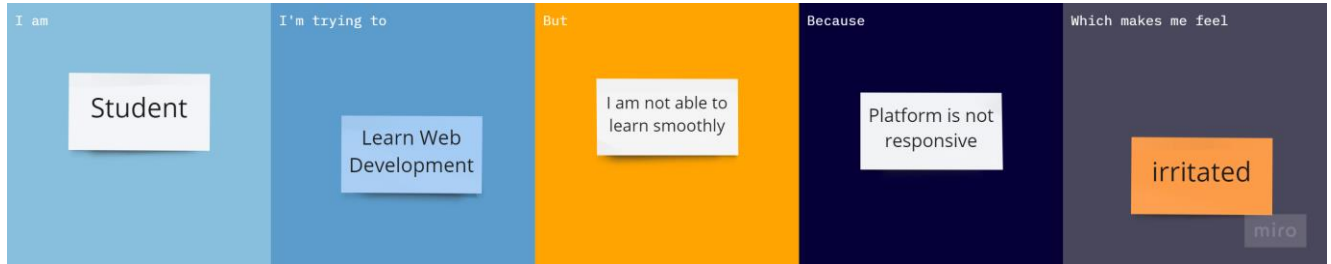 I am
Student
I'm trying to
Learn Web
Development
But
I am not able to
learn smoothly
Because
Platform is not
responsive
Which makes me feel
irritated
miro